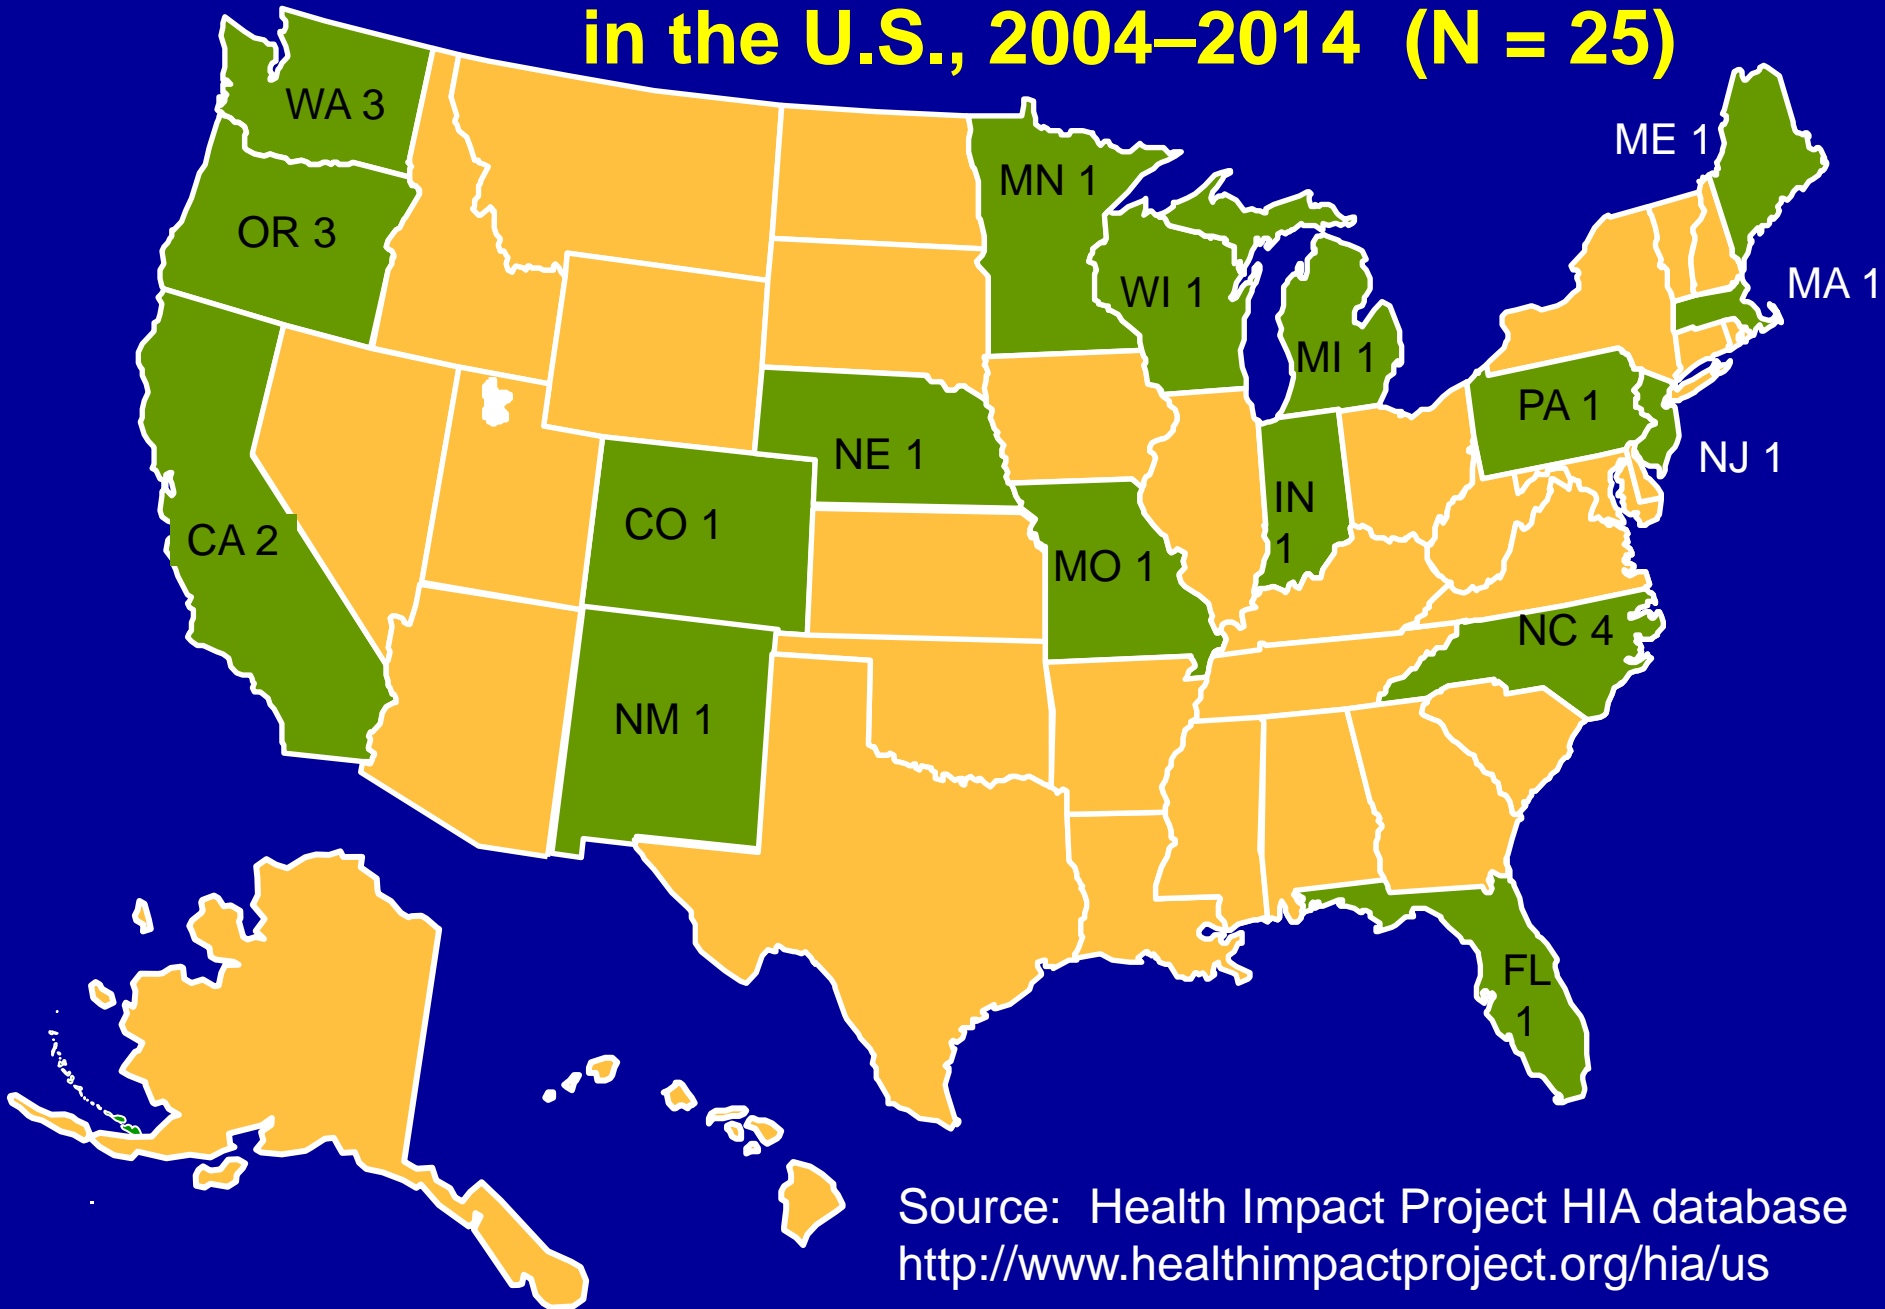 in the U.S., 2004–2014 (N = 25)
WA 3
ME 1
MN 1
OR 3
MA 1
WI 1
MI 1
PA 1
NE 1
NJ 1
IN
1
CO 1
CA 2
MO 1
NC 4
NM 1
FL
1
Source: Health Impact Project HIA database
http://www.healthimpactproject.org/hia/us